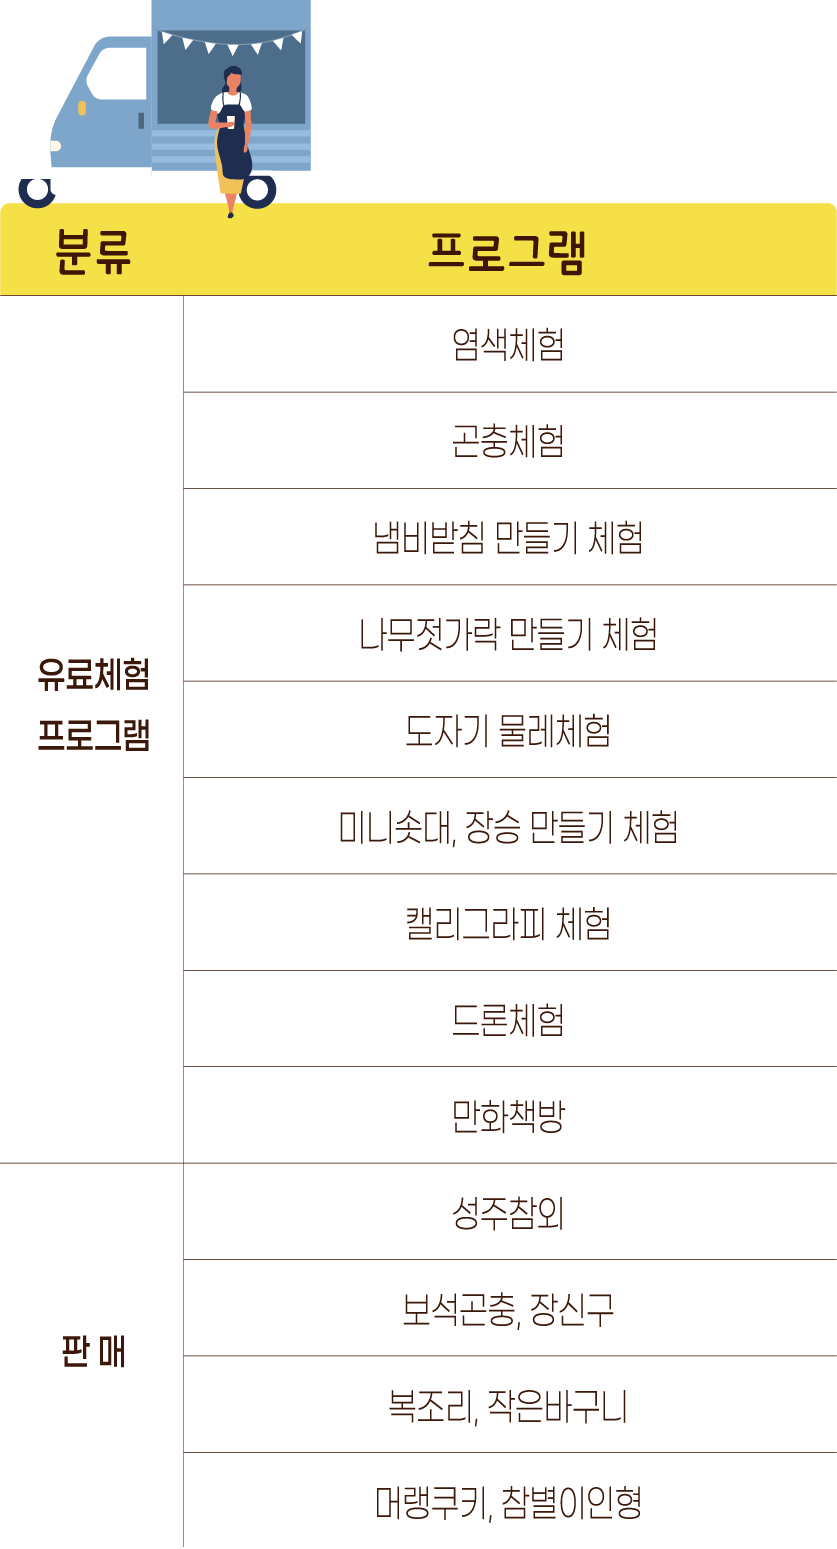 분류 프로그램
유료체험
프로그램
염색체험
곤충체험
냄비받침 만들기 체험
나무젓가락 만들기 체험
도자기 물레체험
미니솟대, 장승 만들기 체험
캘리그라피 체험
드론체험
만화책방
판 매
성주참외
보석곤충, 장신구
복조리, 작은바구니
머랭쿠키, 참별이인형